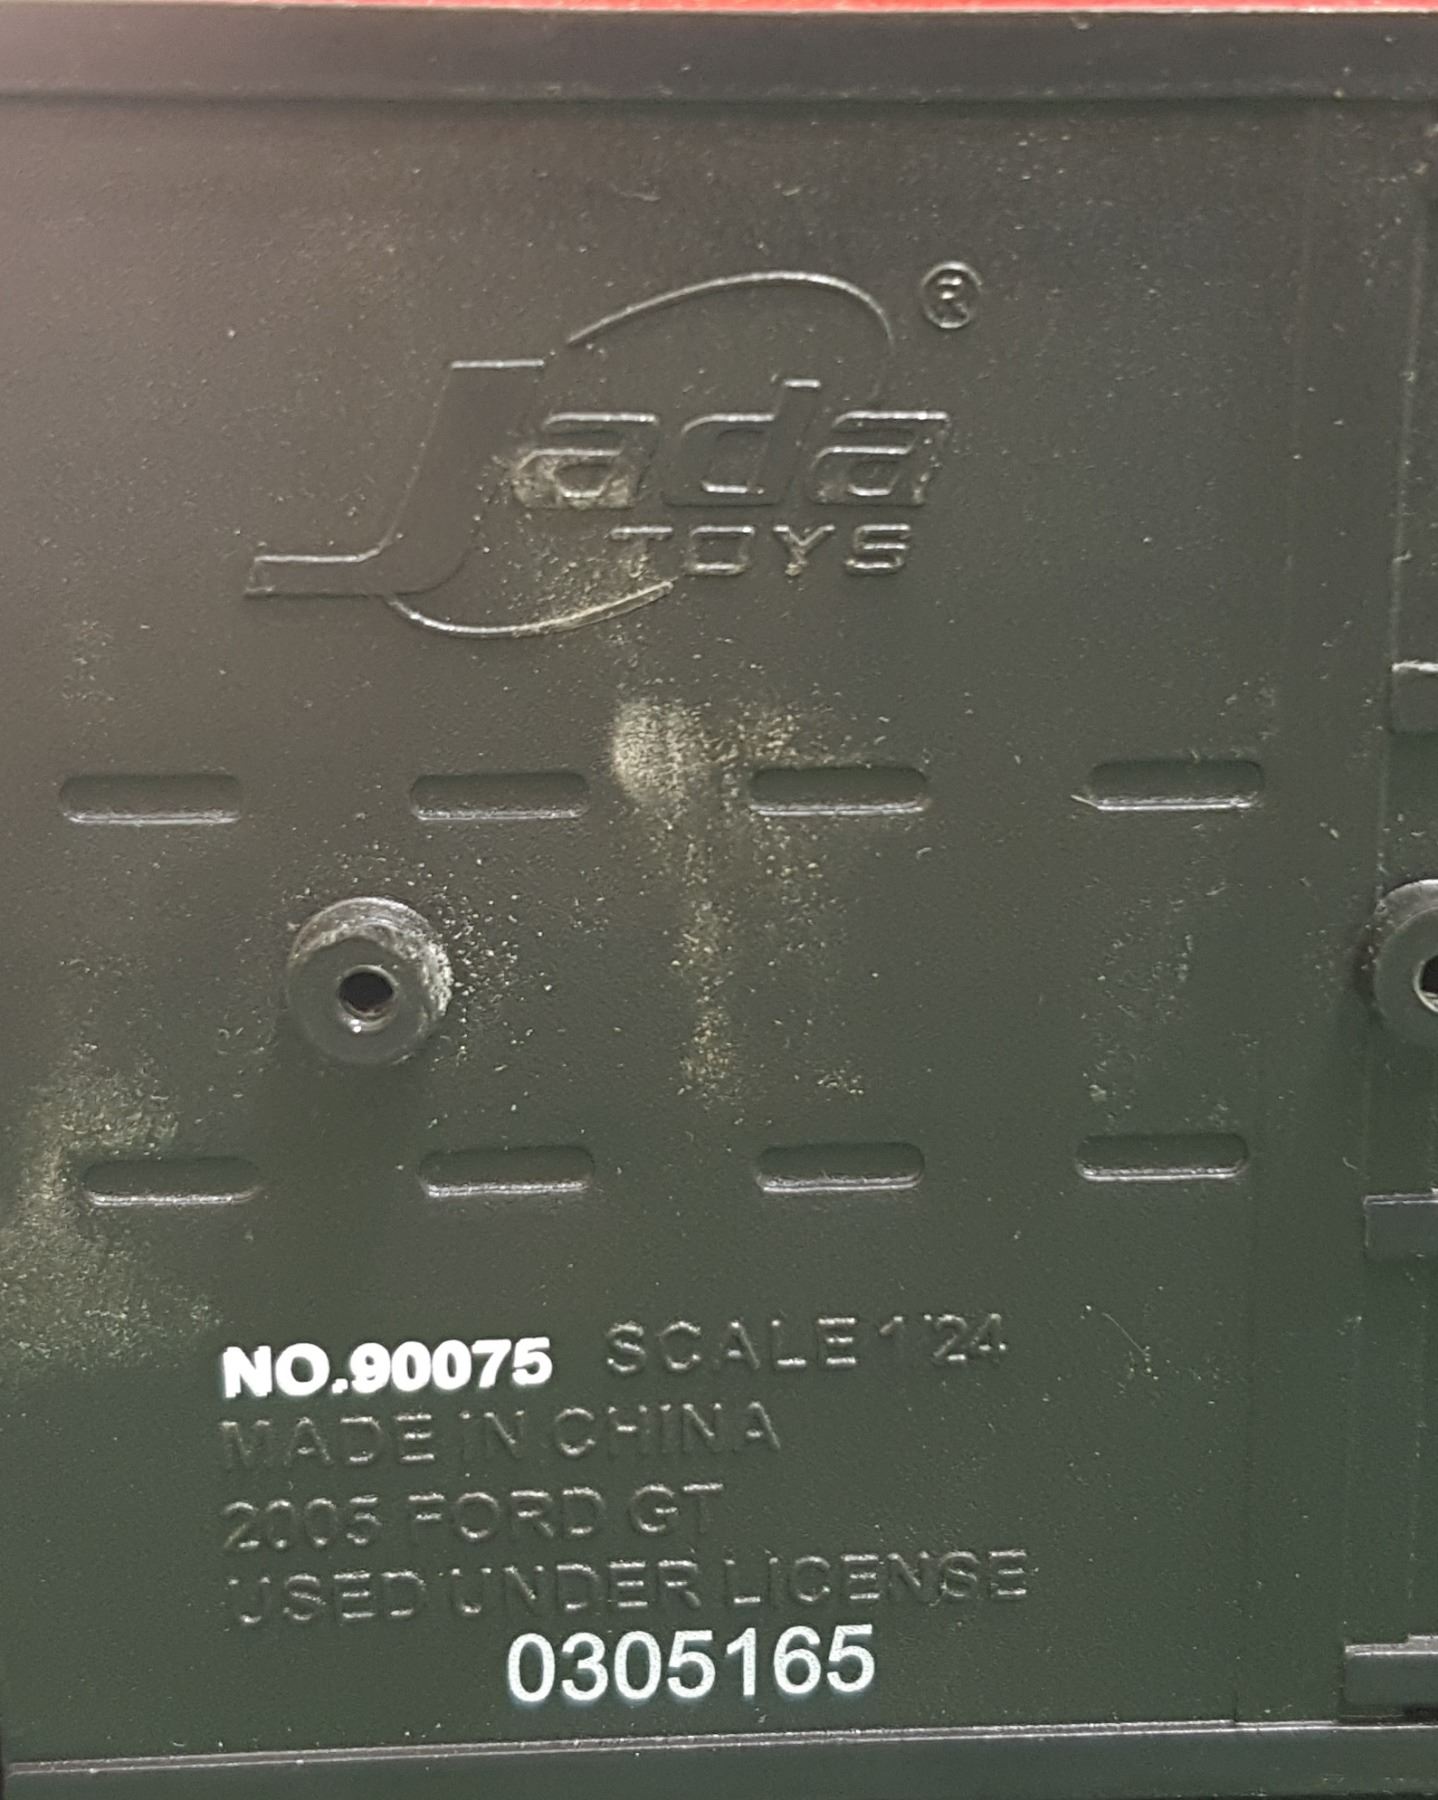 Jada ®
TOYS
NO.90075 SCALE 1:24
MADE IN CHINA
2005 FORD GT
USED UNDER LICENSE
0305165